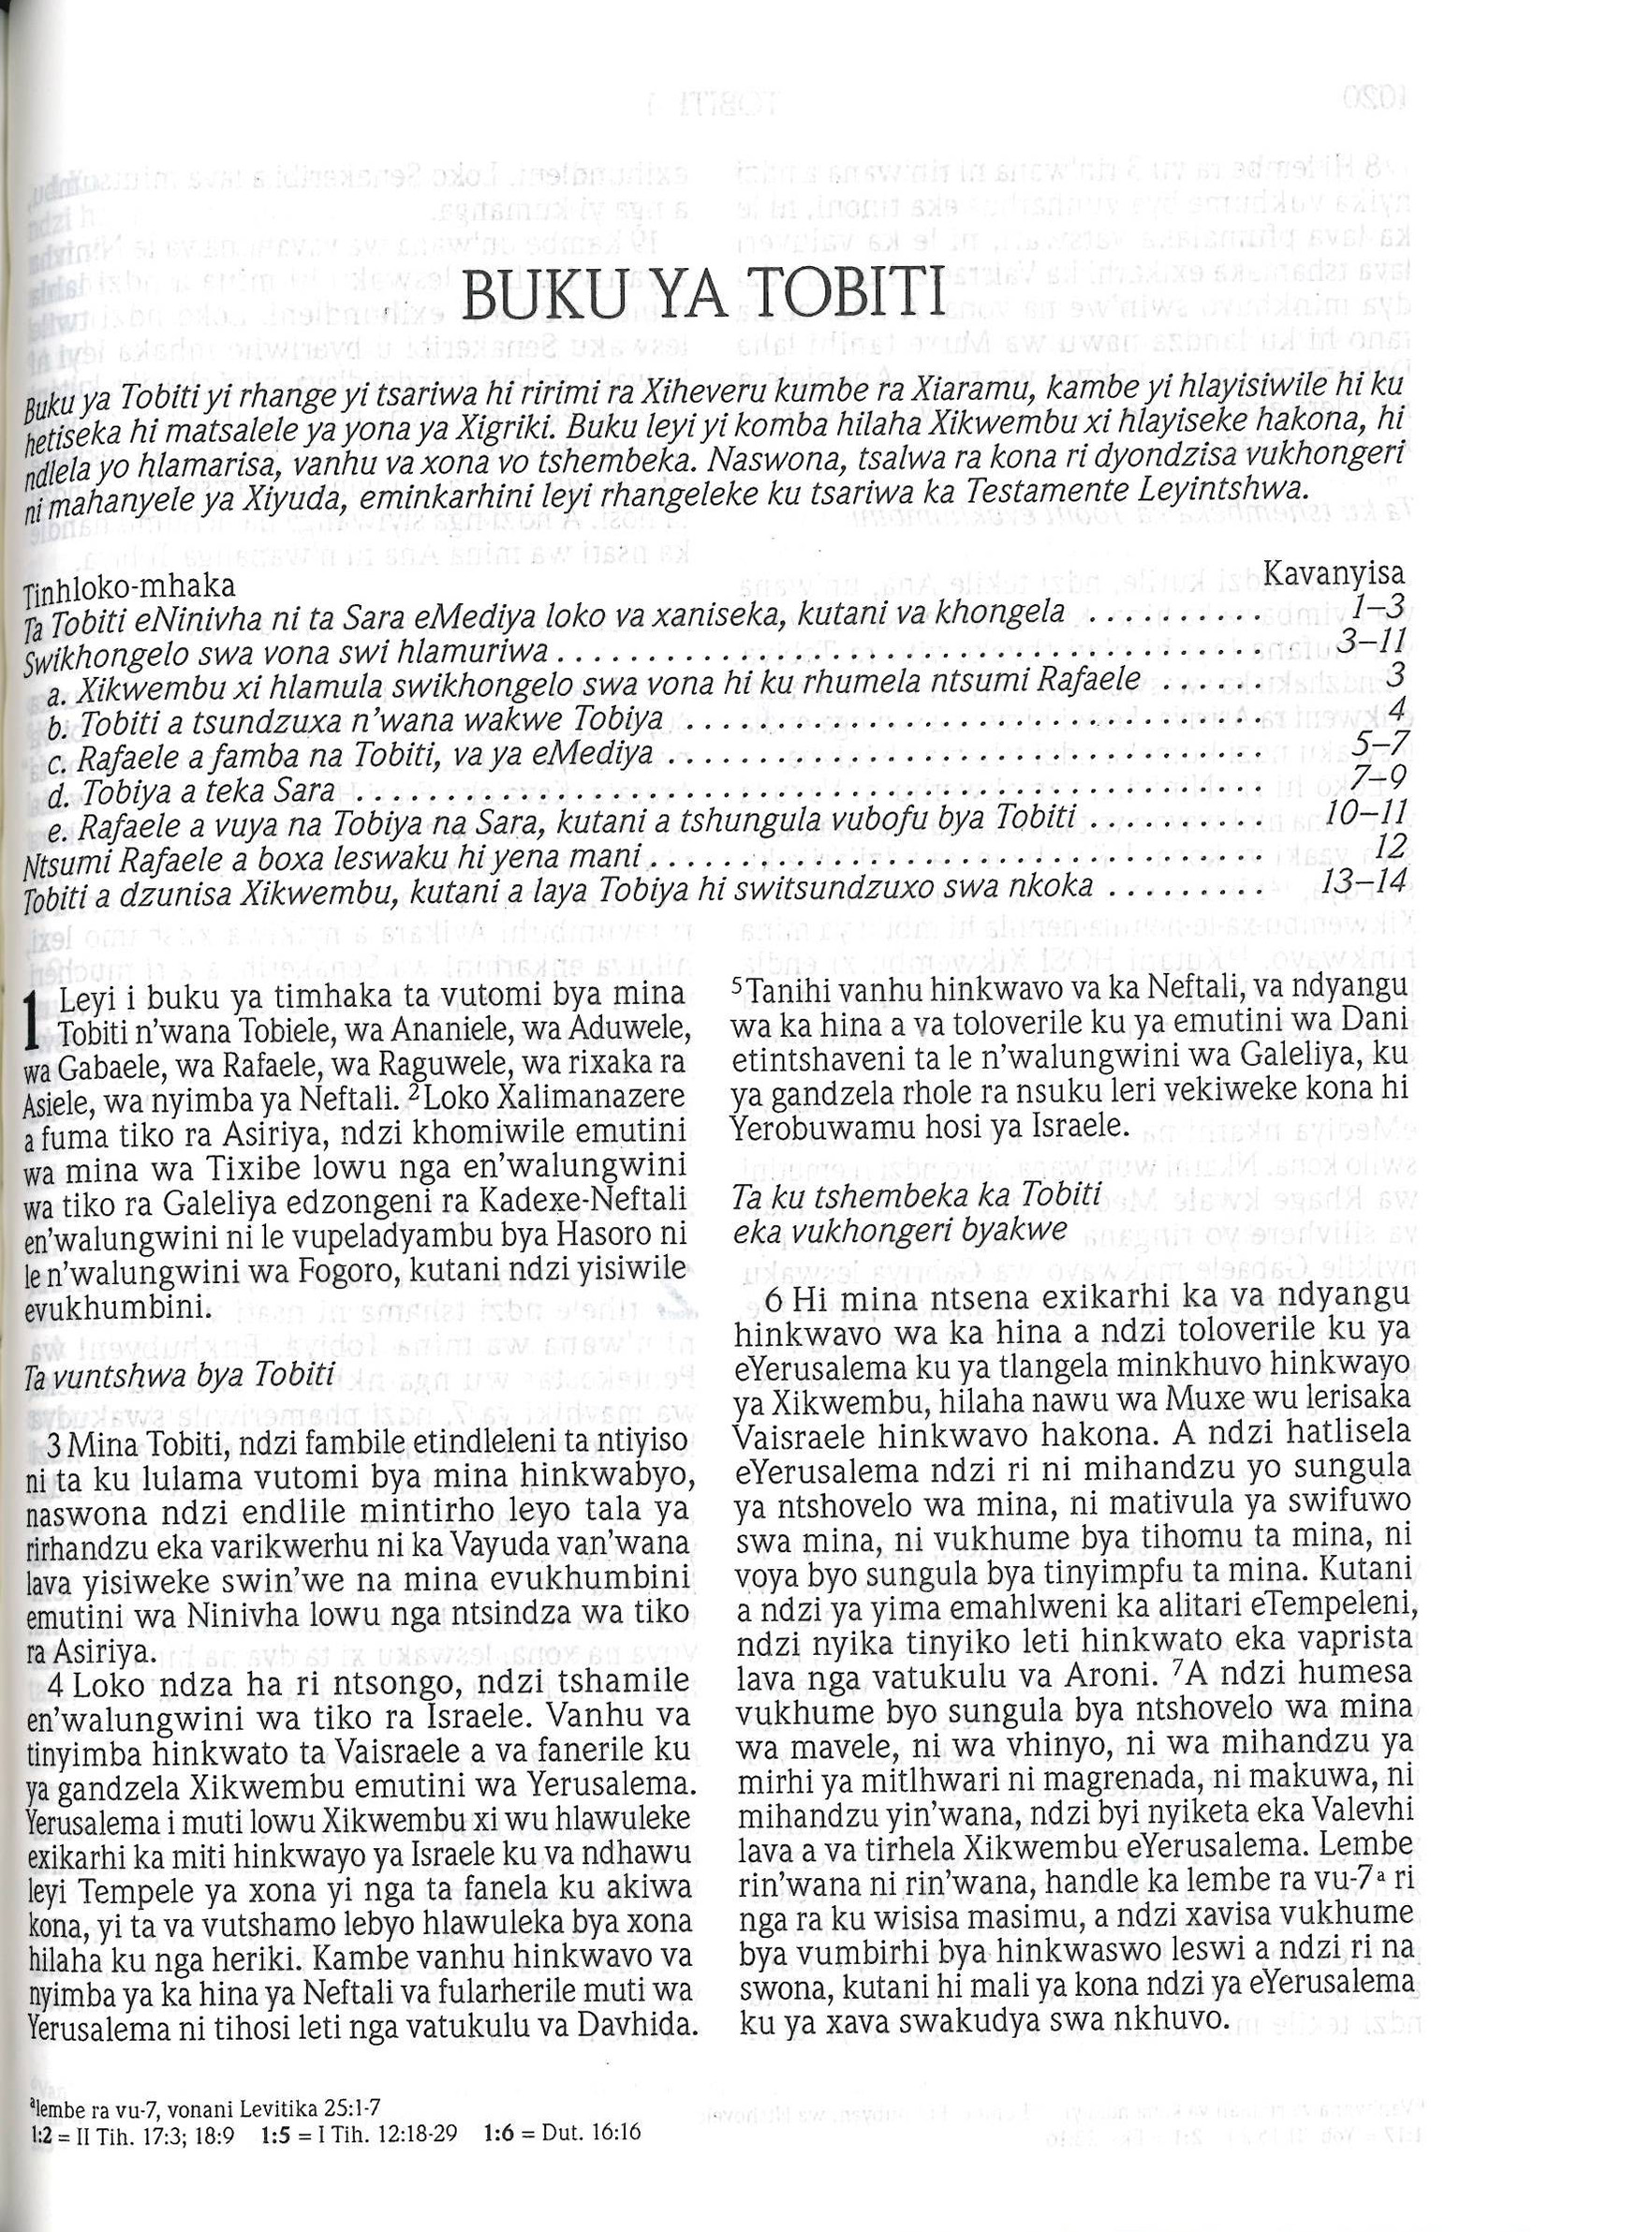 BUKU YA TOBITI
Buku ya Tobiti yi rhange yi tsariwa hi ririmi ra Xiheveru kumbe ra Xiaramu, kambe yi hlayisiwile hi ku
hetiseka hi matsalele ya yona ya Xigriki. Buku leyi yi komba hilaha Xikwembu xi hlayiseke hakona, hi
ndlela yo hlamarisa, vanhu va xona vo tshembeka. Naswona, tsalwa ra kona ri dyondzisa vukhongeri
ni mahanyele ya Xiyuda, eminkarhini leyi rhangeleke ku tsariwa ka Testamente Leyintshwa.
Tinhloko-mhaka Kavanyisa
Ta Tobiti eNinivha ni ta Sara eMediya loko va xaniseka, kutani va khongela . . . . . . . . . . 1–3
Swikhongelo swa vona swi hlamuriwa . . . . . . . . . . . . . . . . . . . . . . . . . . . . . . . . . . . 3–11
a. Xikwembu xi hlamula swikhongelo swa vona hi ku rhumela ntsumi Rafaele . . . . . . 3
b. Tobiti a tsundzuxa n'wana wakwe Tobiya . . . . . . . . . . . . . . . . . . . . . . . . . . . . . 4
c. Rafaele a famba na Tobiti, va ya eMediya . . . . . . . . . . . . . . . . . . . . . . . . . . . . . . 5–7
d. Tobiya a teka Sara . . . . . . . . . . . . . . . . . . . . . . . . . . . . . . . . . . . . . . . . . . . . . . 7–9
e. Rafaele a vuya na Tobiya na Sara, kutani a tshungula vubofu bya Tobiti . . . . . . . . . . 10–11
Ntsumi Rafaele a boxa leswaku hi yena mani . . . . . . . . . . . . . . . . . . . . . . . . . . . . . . . 12
Tobiti a dzunisa Xikwembu, kutani a laya Tobiya hi switsundzuxo swa nkoka . . . . . . . . . 13–14
1 Leyi i buku ya timhaka ta vutomi bya mina
Tobiti n'wana Tobiele, wa Ananiele, wa Aduwele,
wa Gabaele, wa Rafaele, wa Raguwele, wa rixaka ra
Asiele, wa nyimba ya Neftali. 2 Loko Xalimanazere
a fuma tiko ra Asiriya, ndzi khomiwile emutini
wa mina wa Tixibe lowu nga en'walungwini
wa tiko ra Galeliya edzongeni ra Kadexe-Neftali
en'walungwini ni le vupeladyambu bya Hasoro ni
le n'walungwini wa Fogoro, kutani ndzi yisiwile
evukhumbini.
Ta vuntshwa bya Tobiti
3 Mina Tobiti, ndzi fambile etindleleni ta ntiyiso
ni ta ku lulama vutomi bya mina hinkwabyo,
naswona ndzi endlile mintirho leyo tala ya
rirhandzu eka varikwerhu ni ka Vayuda van'wana
lava yisiweke swin'we na mina evukhumbini
emutini wa Ninivha lowu nga ntsindza wa tiko
ra Asiriya.
4 Loko ndza ha ri ntsongo, ndzi tshamile
en'walungwini wa tiko ra Israele. Vanhu va
tinyimba hinkwato ta Vaisraele a va fanerile ku
ya gandzela Xikwembu emutini wa Yerusalema.
Yerusalema i muti lowu Xikwembu xi wu hlawuleke
exikarhi ka miti hinkwayo ya Israele ku va ndhawu
leyi Tempele ya xona yi nga ta fanela ku akiwa
kona, yi ta va vutshamo lebyo hlawuleka bya xona
hilaha ku nga heriki. Kambe vanhu hinkwavo va
nyimba ya ka hina ya Neftali va fularherile muti wa
Yerusalema ni tihosi leti nga vatukulu va Davhida.
5 Tanihi vanhu hinkwavo va ka Neftali, va ndyangu
wa ka hina a va toloverile ku ya emutini wa Dani
etintshaveni ta le n'walungwini wa Galeliya, ku
ya gandzela rhole ra nsuku leri vekiweke kona hi
Yerobuwamu hosi ya Israele.
Ta ku tshembeka ka Tobiti
eka vukhongeri byakwe
6 Hi mina ntsena exikarhi ka va ndyangu
hinkwavo wa ka hina a ndzi toloverile ku ya
eYerusalema ku ya tlangela minkhuvo hinkwayo
ya Xikwembu, hilaha nawu wa Muxe wu lerisaka
Vaisraele hinkwavo hakona. A ndzi hatlisela
eYerusalema ndzi ri ni mihandzu yo sungula
ya ntshovelo wa mina, ni mativula ya swifuwo
swa mina, ni vukhume bya tihomu ta mina, ni
voya byo sungula bya tinyimpfu ta mina. Kutani
a ndzi ya yima emahlweni ka alitari eTempeleni,
ndzi nyika tinyiko leti hinkwato eka vaprista
lava nga vatukulu va Aroni. 7 A ndzi humesa
vukhume byo sungula bya ntshovelo wa mina
wa mavele, ni wa vhinyo, ni wa mihandzu ya
mirhi ya mitlhwari ni magrenada, ni makuwa, ni
mihandzu yin'wana, ndzi byi nyiketa eka Valevhi
lava a va tirhela Xikwembu eYerusalema. Lembe
rin'wana ni rin'wana, handle ka lembe ra vu-7a ri
nga ra ku wisisa masimu, a ndzi xavisa vukhume
bya vumbirhi bya hinkwaswo leswi a ndzi ri na
swona, kutani hi mali ya kona ndzi ya eYerusalema
ku ya xava swakudya swa nkhuvo.
a lembe ra vu-7, vonani Levitika 25:1-7
1:2 = II Tih. 17:3; 18:9 1:5 = I Tih. 12:18-29 1:6 = Dut. 16:16